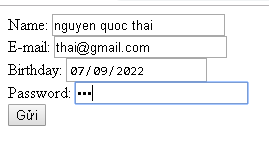 Name: nguyen quoc thai
E-mail: thai@gmail.com
Birthday: 07/09/2022
Password: •••
Gửi